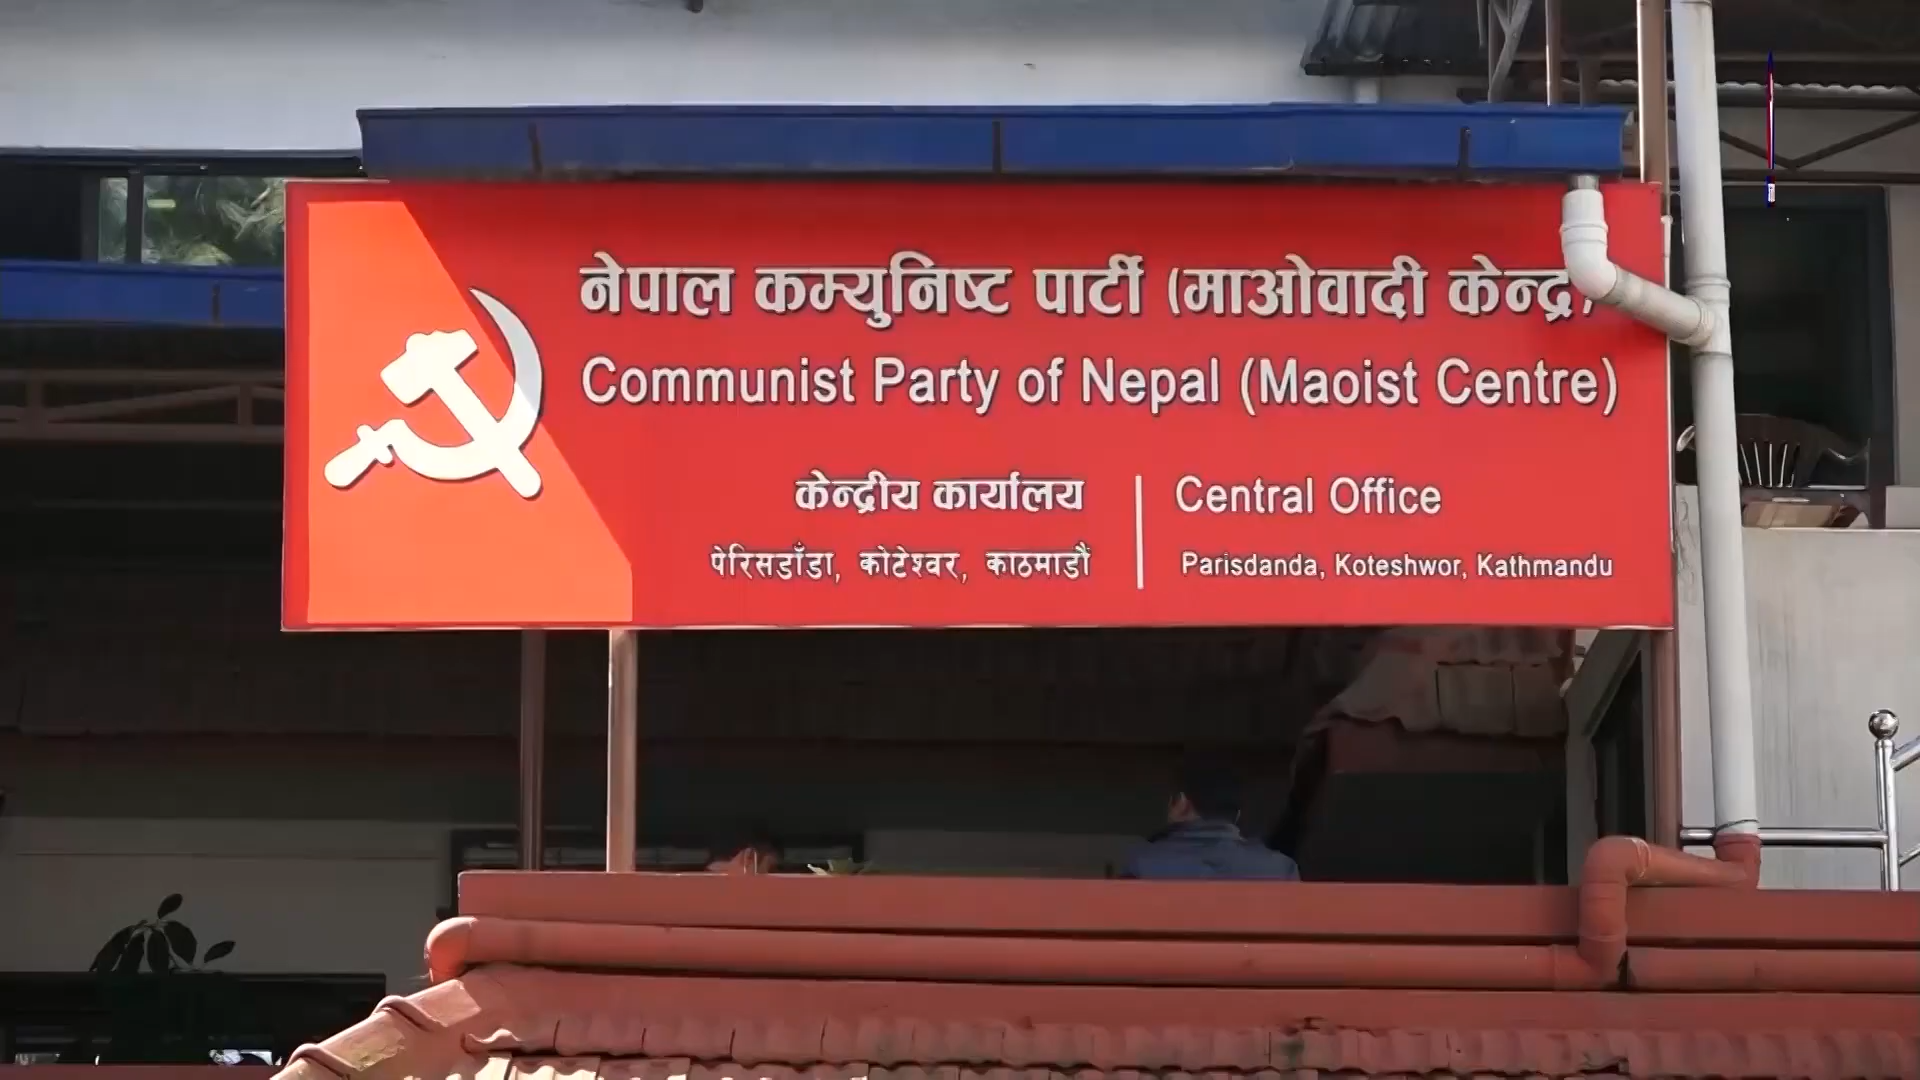 नेपाल कम्युनिष्ट पार्टी (माओवादी केन्द्र)
Communist Party of Nepal (Maoist Centre)
केन्द्रीय कार्यालय
पेरिसडाँडा, कोटेश्वर, काठमाडौं
Central Office
Parisdanda, Koteshwor, Kathmandu